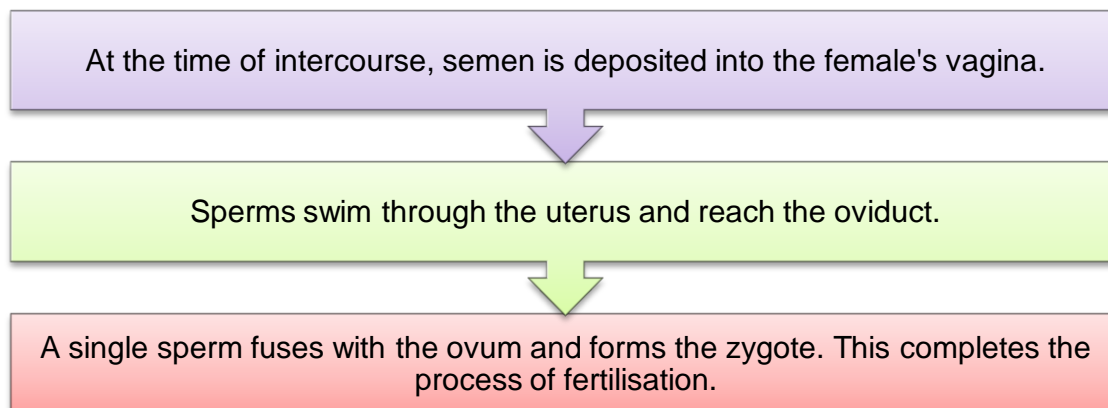 At the time of intercourse, semen is deposited into the female's vagina.
Sperms swim through the uterus and reach the oviduct.
A single sperm fuses with the ovum and forms the zygote. This completes the
process of fertilisation.